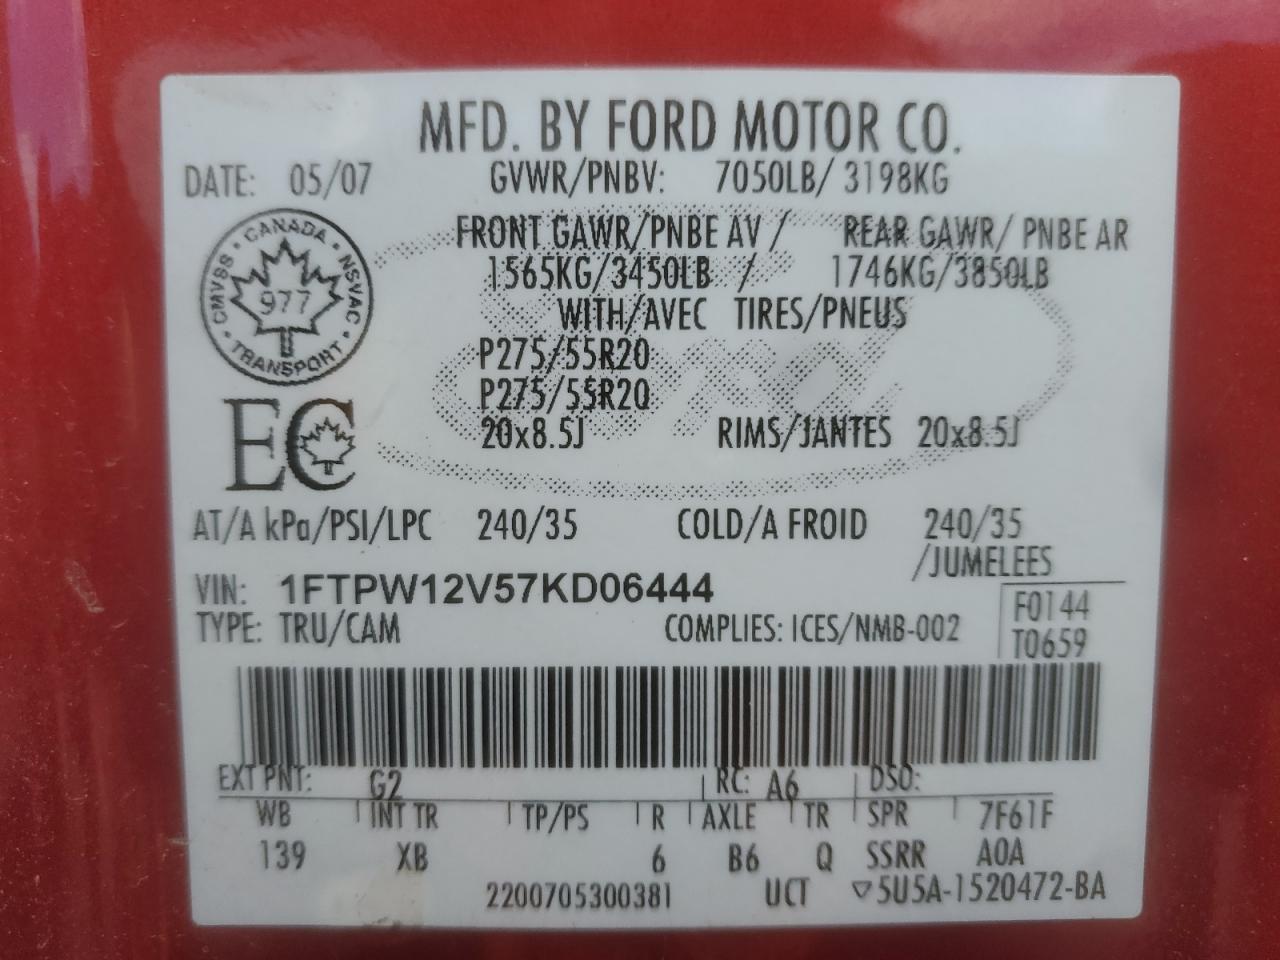 MFD. BY FORD MOTOR CO.
DATE: 05/07 GVWR/PNBV: 7050LB/ 3198KG
FRONT GAWR/PNBE AV / REAR GAWR/ PNBE AR
1565KG/3450LB / 1746KG/3850LB
WITH/AVEC TIRES/PNEUS
P275/55R20
P275/55R20
20x8.5J RIMS/JANTES 20x8.5J
CANADA
CMVSS • NSVAC
977
TRANSPORT
EC
AT/A kPa/PSI/LPC 240/35 COLD/A FROID 240/35
/JUMELEES
VIN: 1FTPW12V57KD06444
F0144
TYPE: TRU/CAM COMPLIES: ICES/NMB-002
T0659
EXT PNT: G2 RC: A6 DSO:
WB INT TR TP/PS R AXLE TR SPR 7F61F
139 XB 6 B6 Q SSRR A0A
2200705300381 UCT ▽5U5A-1520472-BA